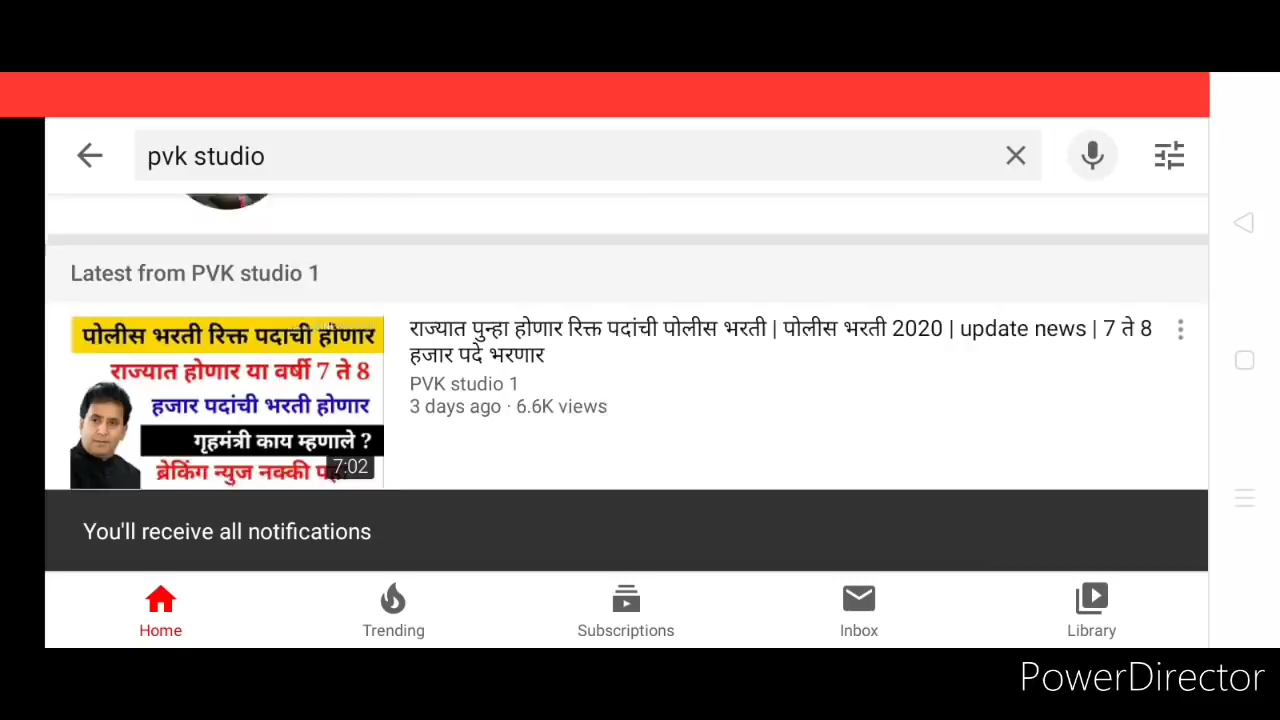 pvk studio
Latest from PVK studio 1
पोलीस भरती रिक्त पदाची होणार
राज्यात होणार या वर्षी 7 ते 8
हजार पदांची भरती होणार
गृहमंत्री काय म्हणाले ?
ब्रेकिंग न्युज नक्की
7:02
राज्यात पुन्हा होणार रिक्त पदांची पोलीस भरती | पोलीस भरती 2020 | update news | 7 ते 8
हजार पदे भरणार
PVK studio 1
3 days ago · 6.6K views
You'll receive all notifications
Home
Trending
Subscriptions
Inbox
Library
PowerDirector